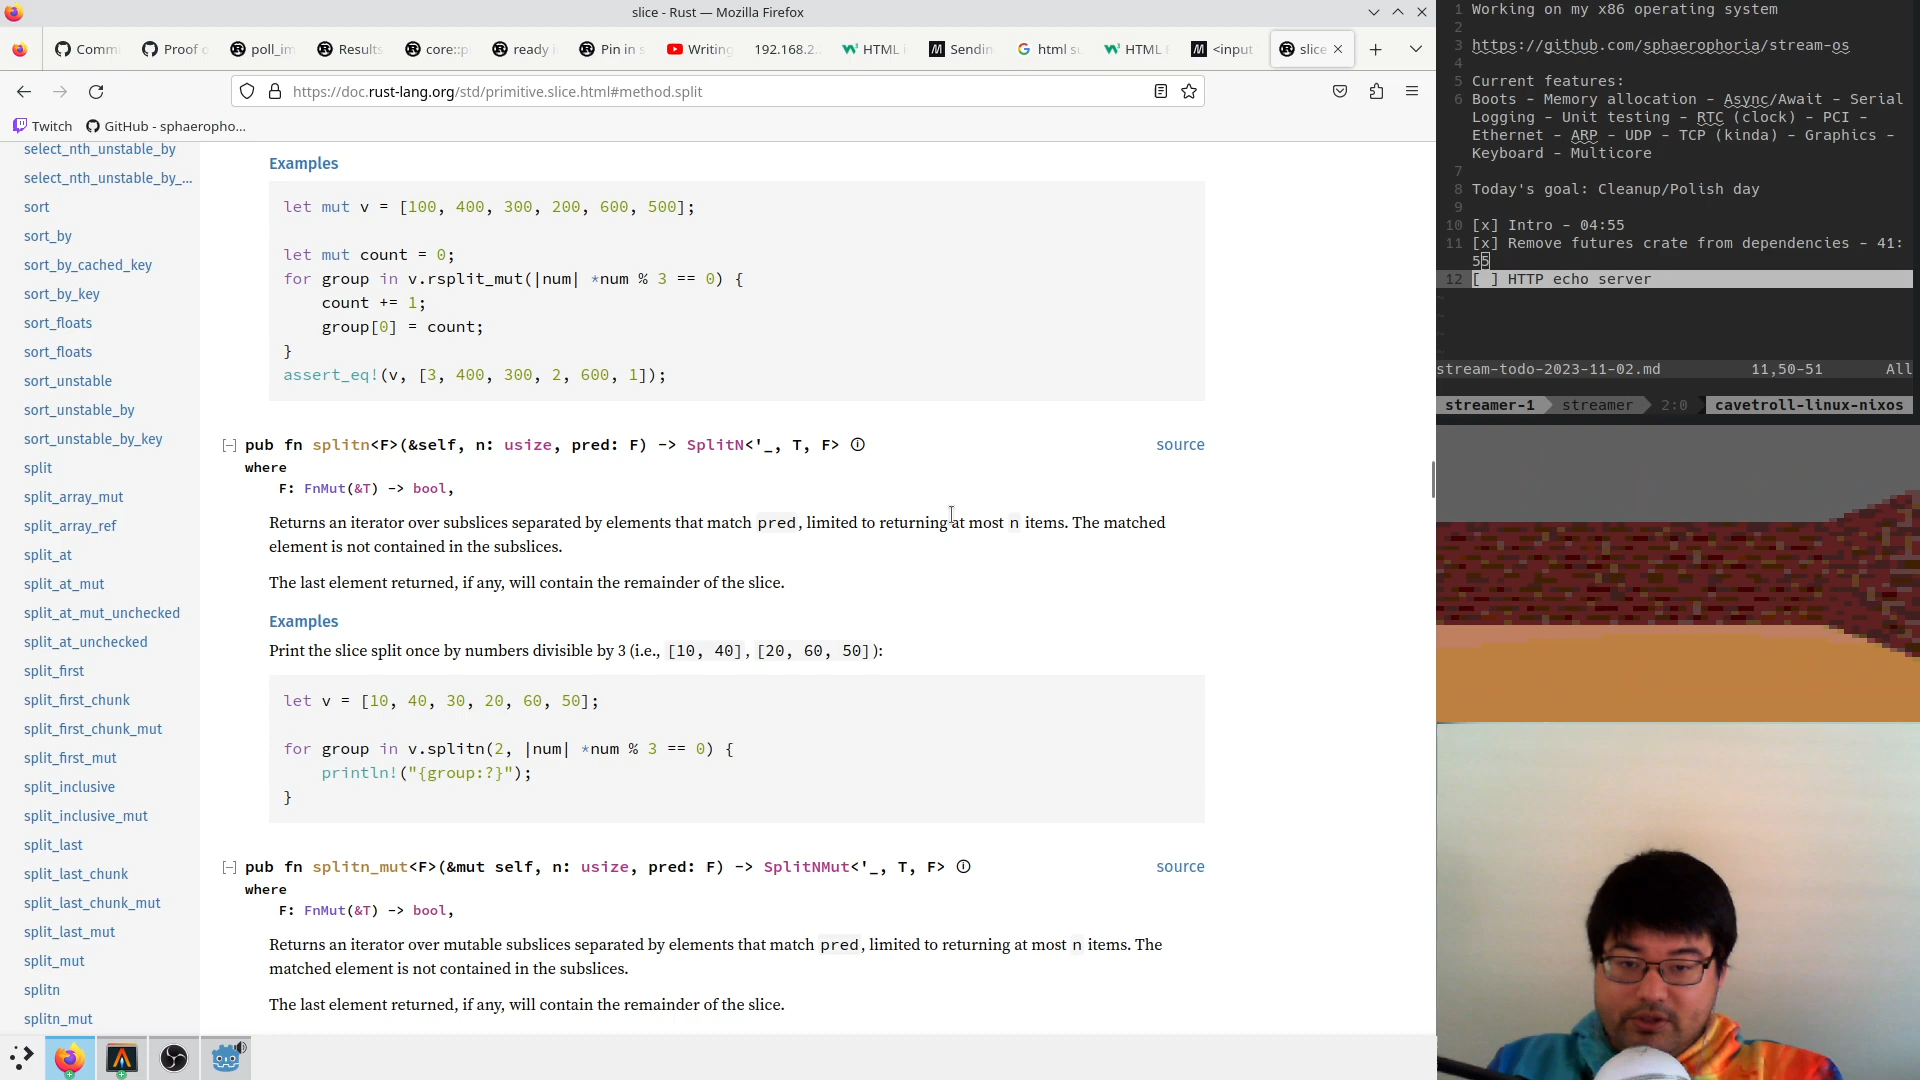 slice - Rust — Mozilla Firefox
Comm
Proof o
poll_im
Results
core::p
ready i
Pin in s
Writing
192.168.2.
HTML i
Sendin
html su
HTML F
<input
slice
https://doc.rust-lang.org/std/primitive.slice.html#method.split
Twitch
GitHub - sphaeropho...
select_nth_unstable_by
select_nth_unstable_by_...
sort
sort_by
sort_by_cached_key
sort_by_key
sort_floats
sort_floats
sort_unstable
sort_unstable_by
sort_unstable_by_key
split
split_array_mut
split_array_ref
split_at
split_at_mut
split_at_mut_unchecked
split_at_unchecked
split_first
split_first_chunk
split_first_chunk_mut
split_first_mut
split_inclusive
split_inclusive_mut
split_last
split_last_chunk
split_last_chunk_mut
split_last_mut
split_mut
splitn
splitn_mut
Examples
let mut v = [100, 400, 300, 200, 600, 500];
let mut count = 0;
for group in v.rsplit_mut(|num| *num % 3 == 0) {
count += 1;
group[0] = count;
}
assert_eq!(v, [3, 400, 300, 2, 600, 1]);
[-] pub fn splitn<F>(&self, n: usize, pred: F) -> SplitN<'_, T, F> ⓘ
source
where
F: FnMut(&T) -> bool,
Returns an iterator over subslices separated by elements that match pred, limited to returning at most n items. The matched
element is not contained in the subslices.
The last element returned, if any, will contain the remainder of the slice.
Examples
Print the slice split once by numbers divisible by 3 (i.e., [10, 40], [20, 60, 50]):
let v = [10, 40, 30, 20, 60, 50];
for group in v.splitn(2, |num| *num % 3 == 0) {
println!("{group:?}");
}
[-] pub fn splitn_mut<F>(&mut self, n: usize, pred: F) -> SplitNMut<'_, T, F> ⓘ
source
where
F: FnMut(&T) -> bool,
Returns an iterator over mutable subslices separated by elements that match pred, limited to returning at most n items. The
matched element is not contained in the subslices.
The last element returned, if any, will contain the remainder of the slice.
1 Working on my x86 operating system
2
3 https://github.com/sphaerophoria/stream-os
4
5 Current features:
6 Boots - Memory allocation - Async/Await - Serial
Logging - Unit testing - RTC (clock) - PCI -
Ethernet - ARP - UDP - TCP (kinda) - Graphics -
Keyboard - Multicore
7
8 Today's goal: Cleanup/Polish day
9
10 [x] Intro - 04:55
11 [x] Remove futures crate from dependencies - 41:
55
12 [ ] HTTP echo server
~
~
~
~
stream-todo-2023-11-02.md 11,50-51 All
streamer-1 streamer 2:0 cavetroll-linux-nixos